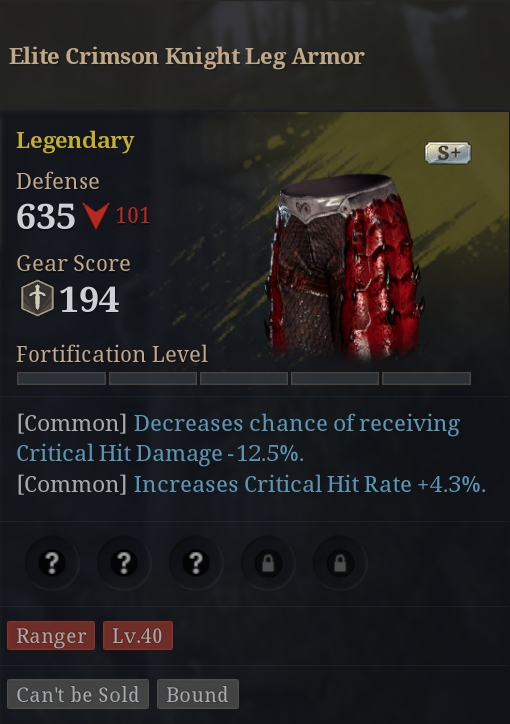 Elite Crimson Knight Leg Armor
Legendary
S+
Defense
635 101
Gear Score
194
Fortification Level
[Common] Decreases chance of receiving
Critical Hit Damage -12.5%.
[Common] Increases Critical Hit Rate +4.3%.
? ? ?
Ranger Lv.40
Can't be Sold Bound